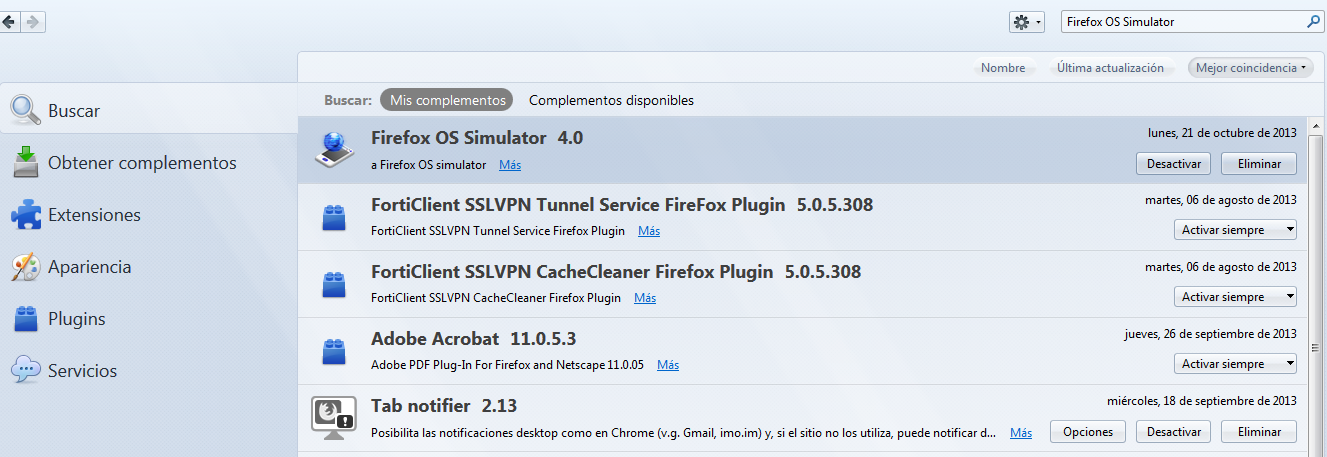 Firefox OS Simulator
Nombre Última actualización Mejor coincidencia
Buscar: Mis complementos Complementos disponibles
Buscar
Obtener complementos
Extensiones
Apariencia
Plugins
Servicios
Firefox OS Simulator 4.0 lunes, 21 de octubre de 2013
a Firefox OS simulator Más Desactivar Eliminar
FortiClient SSLVPN Tunnel Service FireFox Plugin 5.0.5.308 martes, 06 de agosto de 2013
FortiClient SSLVPN Tunnel Service Firefox Plugin Más Activar siempre
FortiClient SSLVPN CacheCleaner Firefox Plugin 5.0.5.308 martes, 06 de agosto de 2013
FortiClient SSLVPN CacheCleaner Firefox Plugin Más Activar siempre
Adobe Acrobat 11.0.5.3 jueves, 26 de septiembre de 2013
Adobe PDF Plug-In For Firefox and Netscape 11.0.05 Más Activar siempre
Tab notifier 2.13 miércoles, 18 de septiembre de 2013
Posibilita las notificaciones desktop como en Chrome (v.g. Gmail, imo.im) y, si el sitio no los utiliza, puede notificar d... Más Opciones Desactivar Eliminar